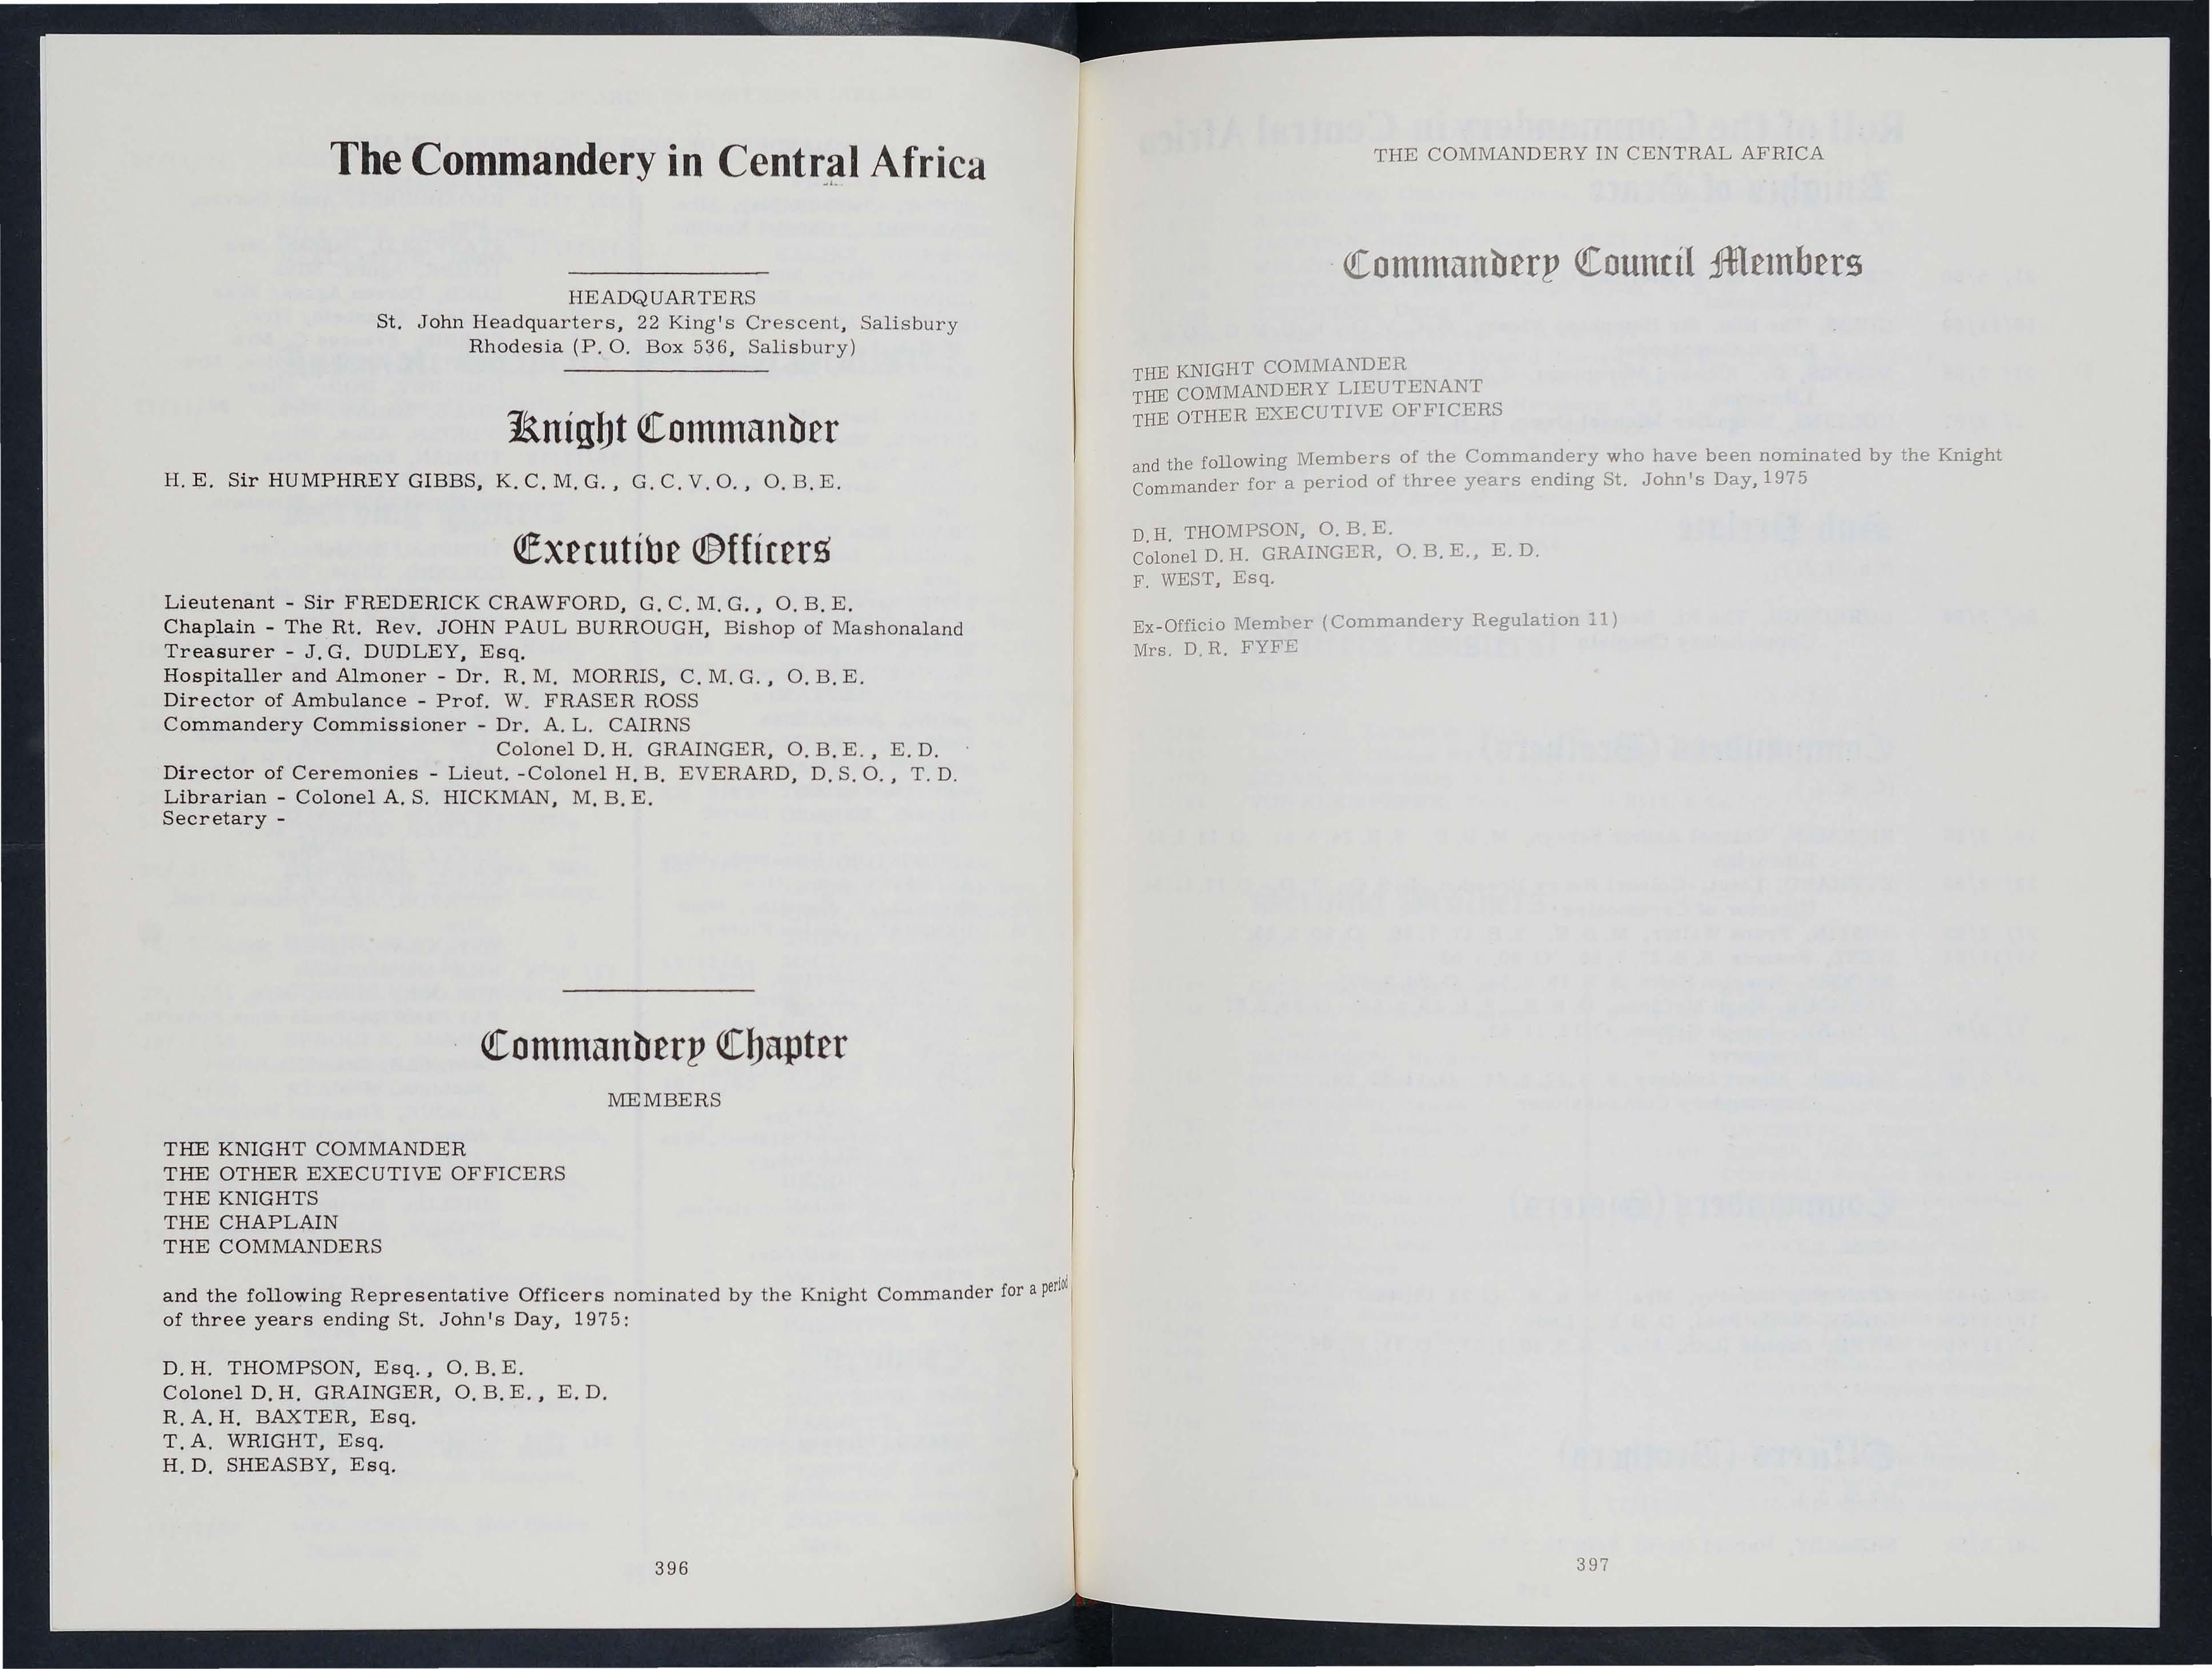 The Commandery in Central Africa
HEADQUARTERS
St. John Headquarters, 22 King's Crescent, Salisbury
Rhodesia (P. O. Box 536, Salisbury)
Knight Commander
H. E. Sir HUMPHREY GIBBS, K. C. M. G., G. C. V. O., O. B. E.
Executive Officers
Lieutenant - Sir FREDERICK CRAWFORD, G. C. M. G., O. B. E.
Chaplain - The Rt. Rev. JOHN PAUL BURROUGH, Bishop of Mashonaland
Treasurer - J. G. DUDLEY, Esq.
Hospitaller and Almoner - Dr. R. M. MORRIS, C. M. G., O. B. E.
Director of Ambulance - Prof. W. FRASER ROSS
Commandery Commissioner - Dr. A. L. CAIRNS
Colonel D. H. GRAINGER, O. B. E., E. D.
Director of Ceremonies - Lieut. -Colonel H. B. EVERARD, D. S. O., T. D.
Librarian - Colonel A. S. HICKMAN, M. B. E.
Secretary -
Commandery Chapter
MEMBERS
THE KNIGHT COMMANDER
THE OTHER EXECUTIVE OFFICERS
THE KNIGHTS
THE CHAPLAIN
THE COMMANDERS
and the following Representative Officers nominated by the Knight Commander for a period
of three years ending St. John's Day, 1975:
D. H. THOMPSON, Esq., O. B. E.
Colonel D. H. GRAINGER, O. B. E., E. D.
R. A. H. BAXTER, Esq.
T. A. WRIGHT, Esq.
H. D. SHEASBY, Esq.
396
THE COMMANDERY IN CENTRAL AFRICA
Commandery Council Members
THE KNIGHT COMMANDER
THE COMMANDERY LIEUTENANT
THE OTHER EXECUTIVE OFFICERS
and the following Members of the Commandery who have been nominated by the Knight
Commander for a period of three years ending St. John's Day, 1975
D. H. THOMPSON, O. B. E.
Colonel D. H. GRAINGER, O. B. E., E. D.
F. WEST, Esq.
Ex-Officio Member (Commandery Regulation 11)
Mrs. D. R. FYFE
397